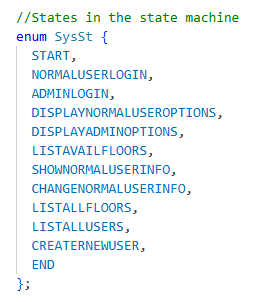 //States in the state machine
enum SysSt {
START,
NORMALUSERLOGIN,
ADMINLOGIN,
DISPLAYNORMALUSEROPTIONS,
DISPLAYADMINOPTIONS,
LISTAVAILFLOORS,
SHOWNORMALUSERINFO,
CHANGENORMALUSERINFO,
LISTALLFLOORS,
LISTALLUSERS,
CREATERNEWUSER,
END
};